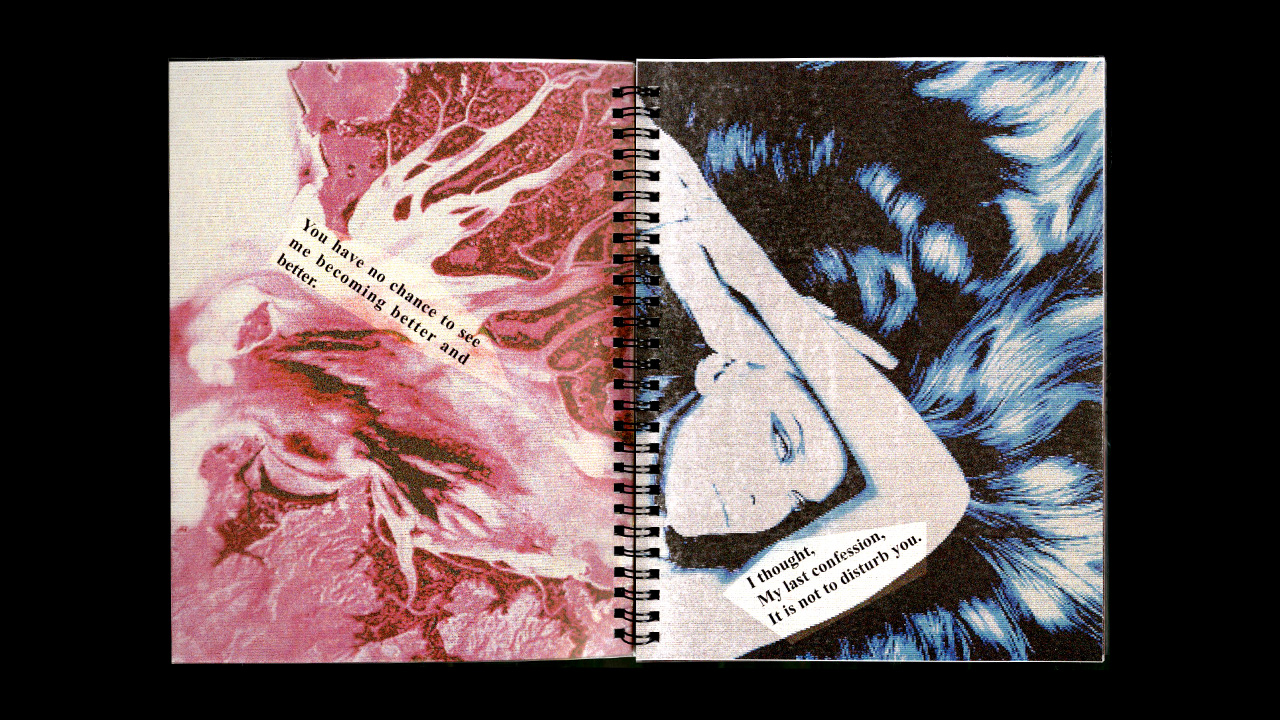 You have no chance to see
me becoming better and
better.
I thought,
My last confession,
It is not to disturb you.